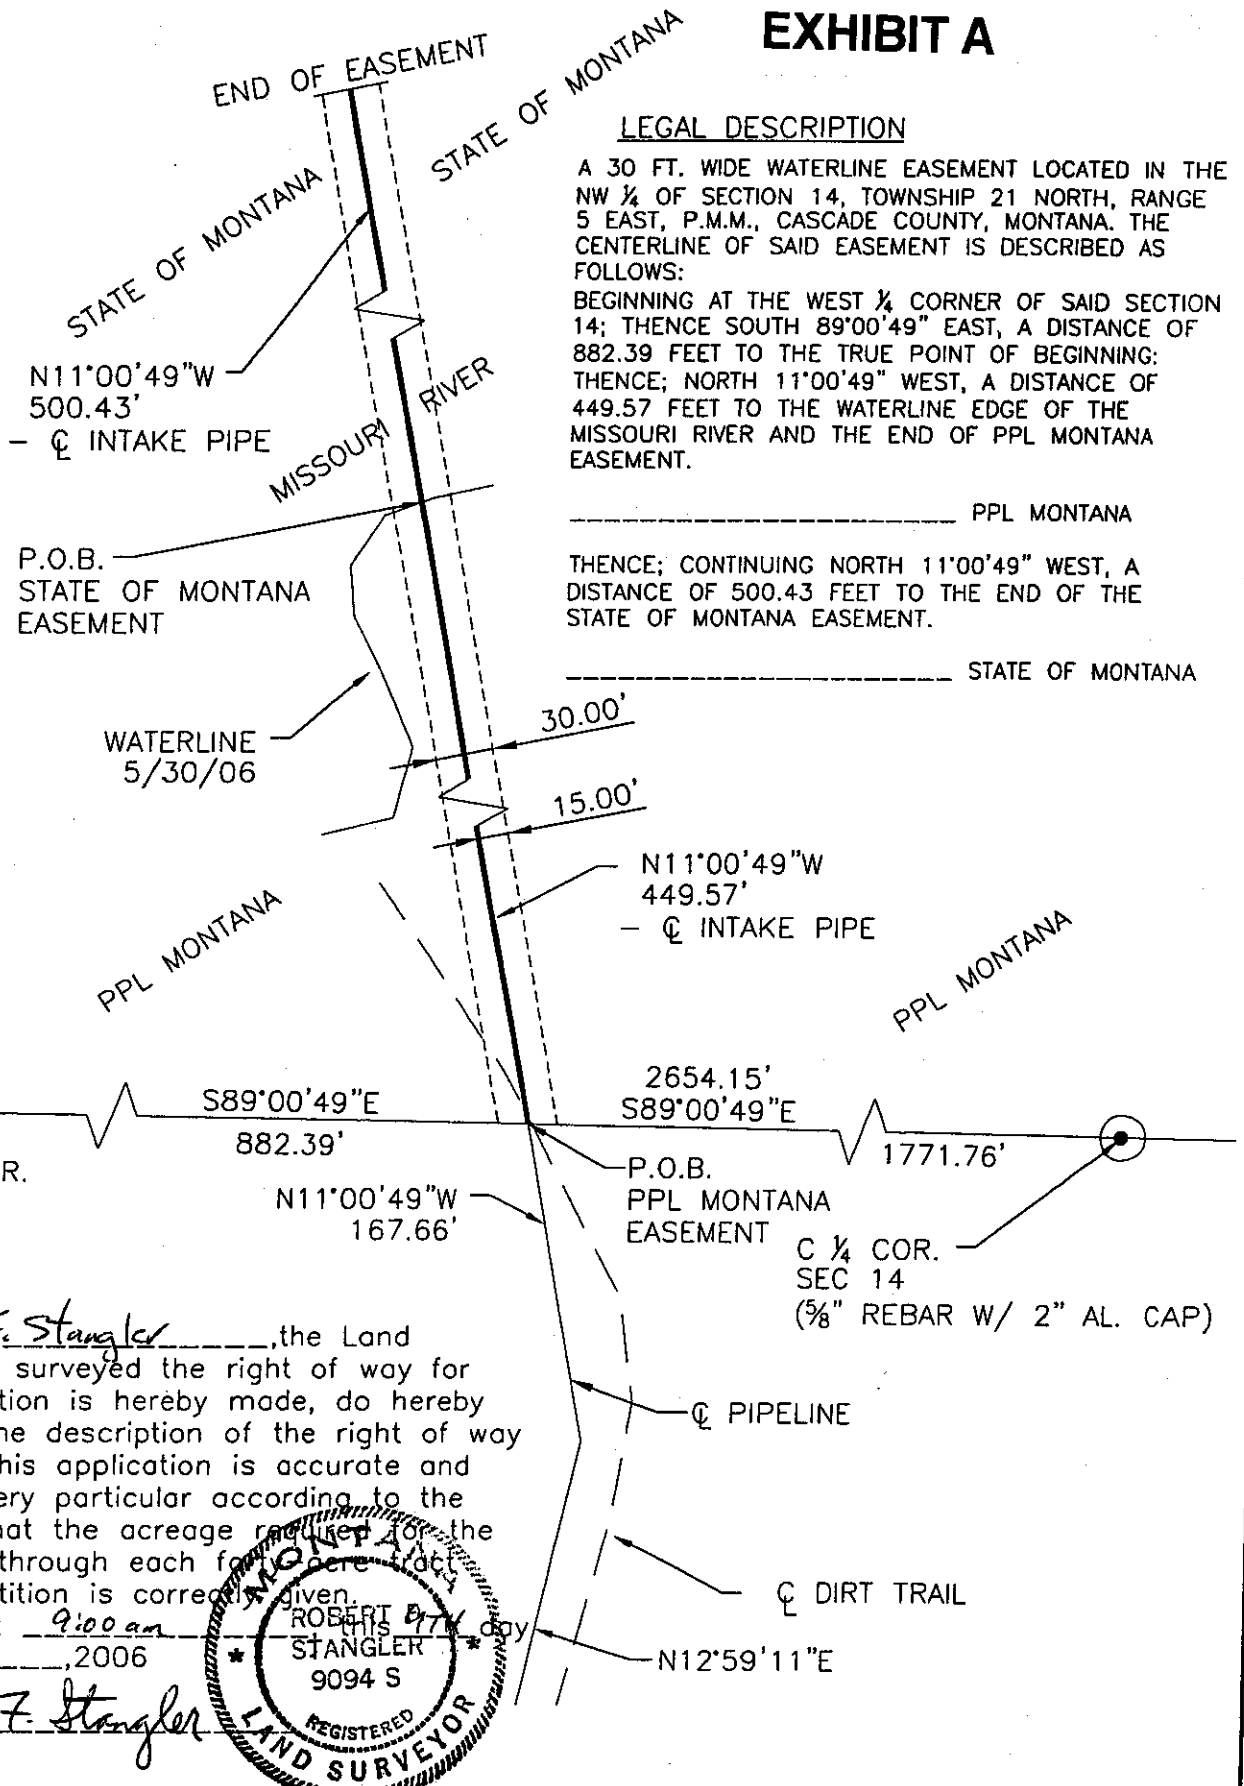 EXHIBIT A
END OF EASEMENT
STATE OF MONTANA
STATE OF MONTANA
LEGAL DESCRIPTION
A 30 FT. WIDE WATERLINE EASEMENT LOCATED IN THE
NW ¼ OF SECTION 14, TOWNSHIP 21 NORTH, RANGE
5 EAST, P.M.M., CASCADE COUNTY, MONTANA. THE
CENTERLINE OF SAID EASEMENT IS DESCRIBED AS
FOLLOWS:
BEGINNING AT THE WEST ¼ CORNER OF SAID SECTION
14; THENCE SOUTH 89°00'49" EAST, A DISTANCE OF
882.39 FEET TO THE TRUE POINT OF BEGINNING:
THENCE; NORTH 11°00'49" WEST, A DISTANCE OF
449.57 FEET TO THE WATERLINE EDGE OF THE
MISSOURI RIVER AND THE END OF PPL MONTANA
EASEMENT.
PPL MONTANA
THENCE; CONTINUING NORTH 11°00'49" WEST, A
DISTANCE OF 500.43 FEET TO THE END OF THE
STATE OF MONTANA EASEMENT.
STATE OF MONTANA
N11°00'49"W
500.43'
- ℄ INTAKE PIPE
MISSOURI RIVER
P.O.B.
STATE OF MONTANA
EASEMENT
WATERLINE
5/30/06
30.00'
15.00'
N11°00'49"W
449.57'
- ℄ INTAKE PIPE
PPL MONTANA
PPL MONTANA
S89°00'49"E
882.39'
2654.15'
S89°00'49"E
1771.76'
R.
N11°00'49"W
167.66'
P.O.B.
PPL MONTANA
EASEMENT
C ¼ COR.
SEC 14
(⅝" REBAR W/ 2" AL. CAP)
℄ PIPELINE
℄ DIRT TRAIL
N12°59'11"E
F. Stangler, the Land
surveyed the right of way for
tion is hereby made, do hereby
he description of the right of way
his application is accurate and
ery particular according to the
hat the acreage required for the
through each forty acre tract
tition is correctly given.
9:00 am this 9TH day
,2006
F. Stangler
MONTANA
ROBERT F.
STANGLER
9094 S
REGISTERED
LAND SURVEYOR